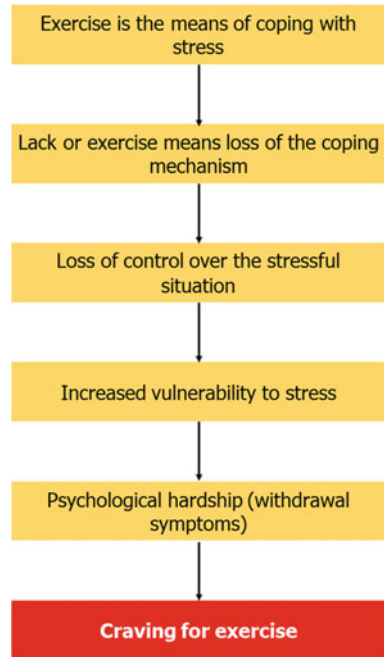 Exercise is the means of coping with
stress
Lack or exercise means loss of the coping
mechanism
Loss of control over the stressful
situation
Increased vulnerability to stress
Psychological hardship (withdrawal
symptoms)
Craving for exercise